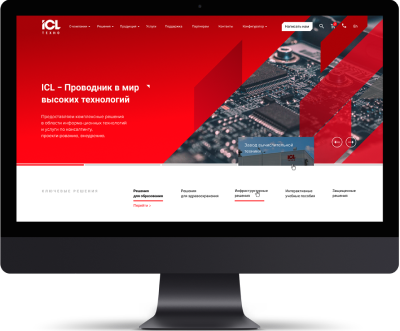 iCL
ТЕХНО
О компании
Решения
Продукция
Услуги
Поддержка
Партнеры
Контакты
Конфигуратор
Написать нам
En
ICL – Проводник в мир
высоких технологий
Предоставляем комплексные решения
в области информационных технологий
и услуги по консалтингу,
проектированию, внедрению.
Завод вычислительной
техники
КЛЮЧЕВЫЕ РЕШЕНИЯ
Решения
для образования
Перейти
Решения
для здравоохранения
Инфраструктурные
решения
Интерактивные
учебные пособия
Защищенные
решения